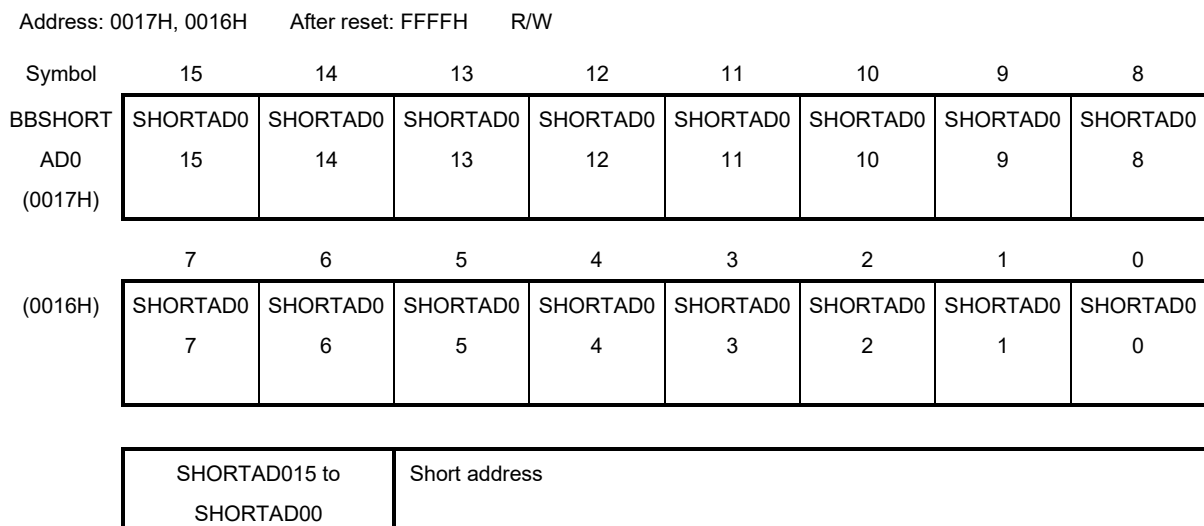 Address: 0017H, 0016H After reset: FFFFH R/W
Symbol 15 14 13 12 11 10 9 8
BBSHORT SHORTAD0 SHORTAD0 SHORTAD0 SHORTAD0 SHORTAD0 SHORTAD0 SHORTAD0 SHORTAD0
AD0 15 14 13 12 11 10 9 8
(0017H)
7 6 5 4 3 2 1 0
(0016H) SHORTAD0 SHORTAD0 SHORTAD0 SHORTAD0 SHORTAD0 SHORTAD0 SHORTAD0 SHORTAD0
7 6 5 4 3 2 1 0
SHORTAD015 to Short address
SHORTAD00